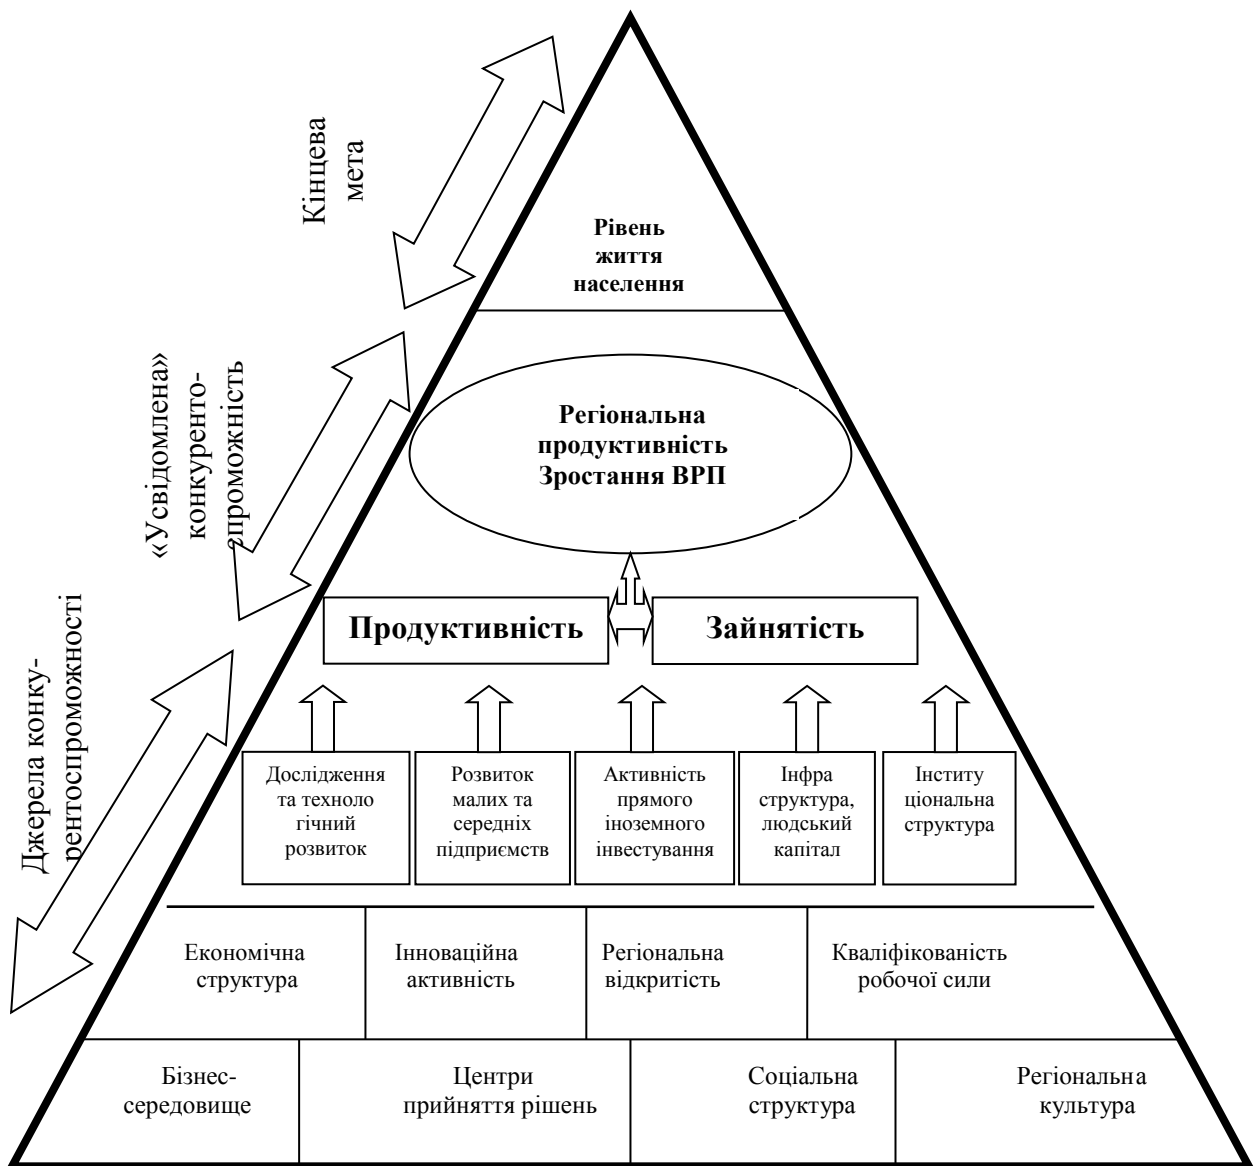 Кінцева
мета
Рівень
життя
населення
«Усвідомлена»
конкуренто-
спроможність
Регіональна
продуктивність
Зростання ВРП
Продуктивність
Зайнятість
Джерела конку-
рентоспроможності
Дослідження
та техноло
гічний
розвиток
Розвиток
малих та
середніх
підприємств
Активність
прямого
іноземного
інвестування
Інфра
структура,
людський
капітал
Інститу
ціональна
структура
Економічна
структура
Інноваційна
активність
Регіональна
відкритість
Кваліфікованість
робочої сили
Бізнес-
середовище
Центри
прийняття рішень
Соціальна
структура
Регіональна
культура